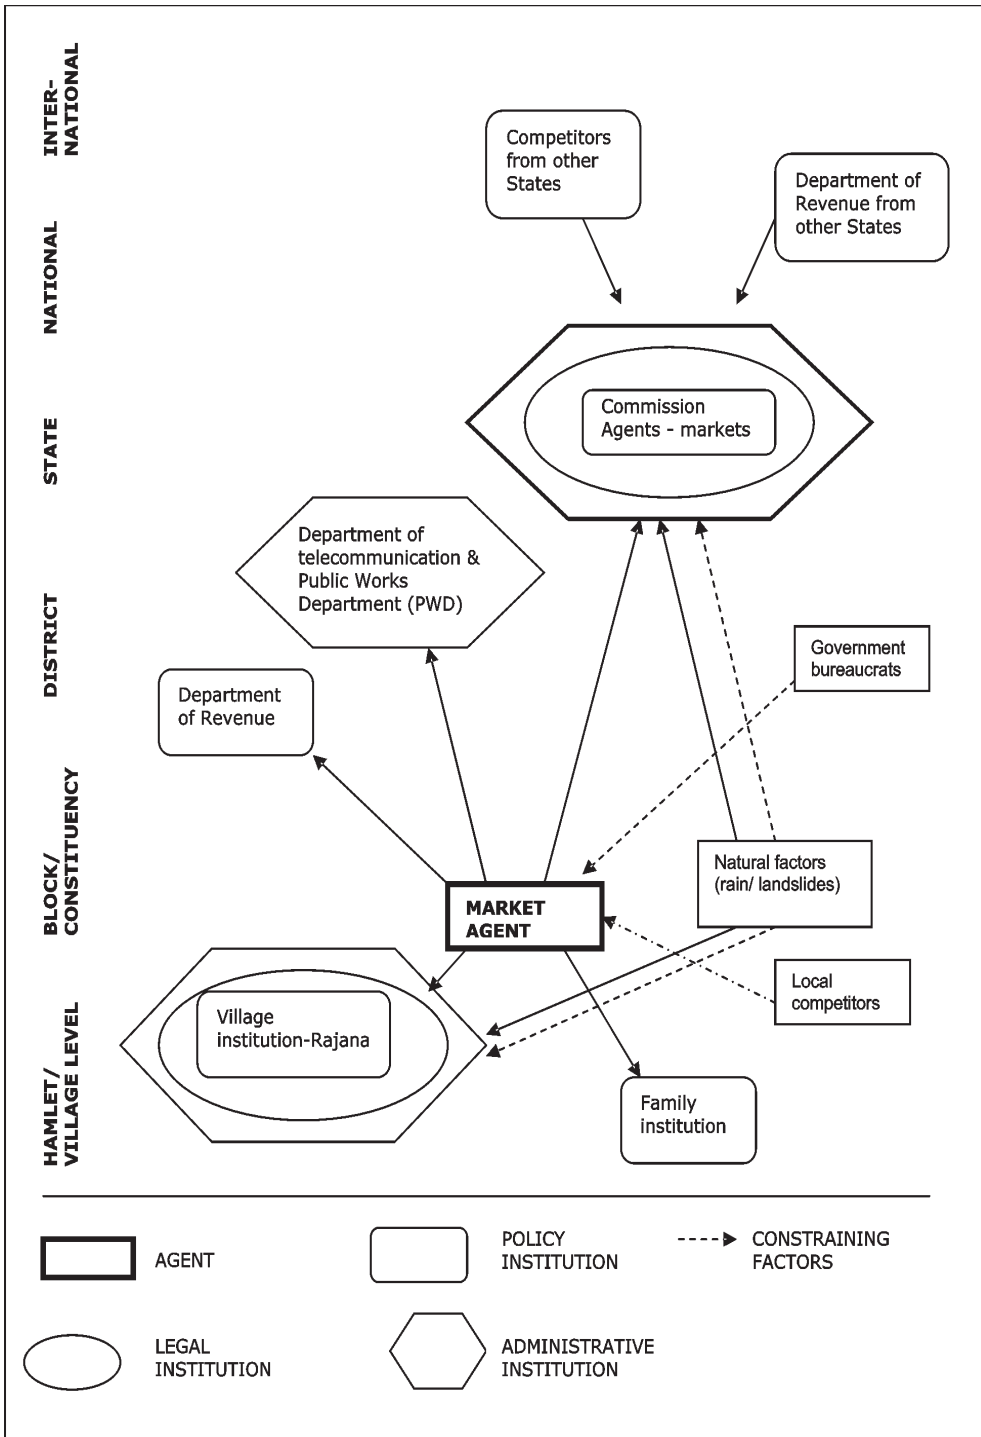 INTER-
NATIONAL
Competitors
from other
States
Department of
Revenue from
other States
NATIONAL
STATE
Commission
Agents - markets
Department of
telecommunication &
Public Works
Department (PWD)
DISTRICT
Government
bureaucrats
Department
of Revenue
BLOCK/
CONSTITUENCY
Natural factors
(rain/ landslides)
MARKET
AGENT
Local
competitors
HAMLET/
VILLAGE LEVEL
Village
institution-Rajana
Family
institution
AGENT
POLICY
INSTITUTION
CONSTRAINING
FACTORS
LEGAL
INSTITUTION
ADMINISTRATIVE
INSTITUTION